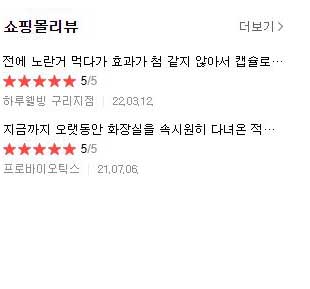 쇼핑몰리뷰
더보기 >
전에 노란거 먹다가 효과가 첨 같지 않아서 캡슐로…
★★★★★ 5/5
하루웰빙 구리지점 | 22.03.12.
지금까지 오랫동안 화장실을 속시원히 다녀온 적…
★★★★★ 5/5
프로바이오틱스 | 21.07.06.